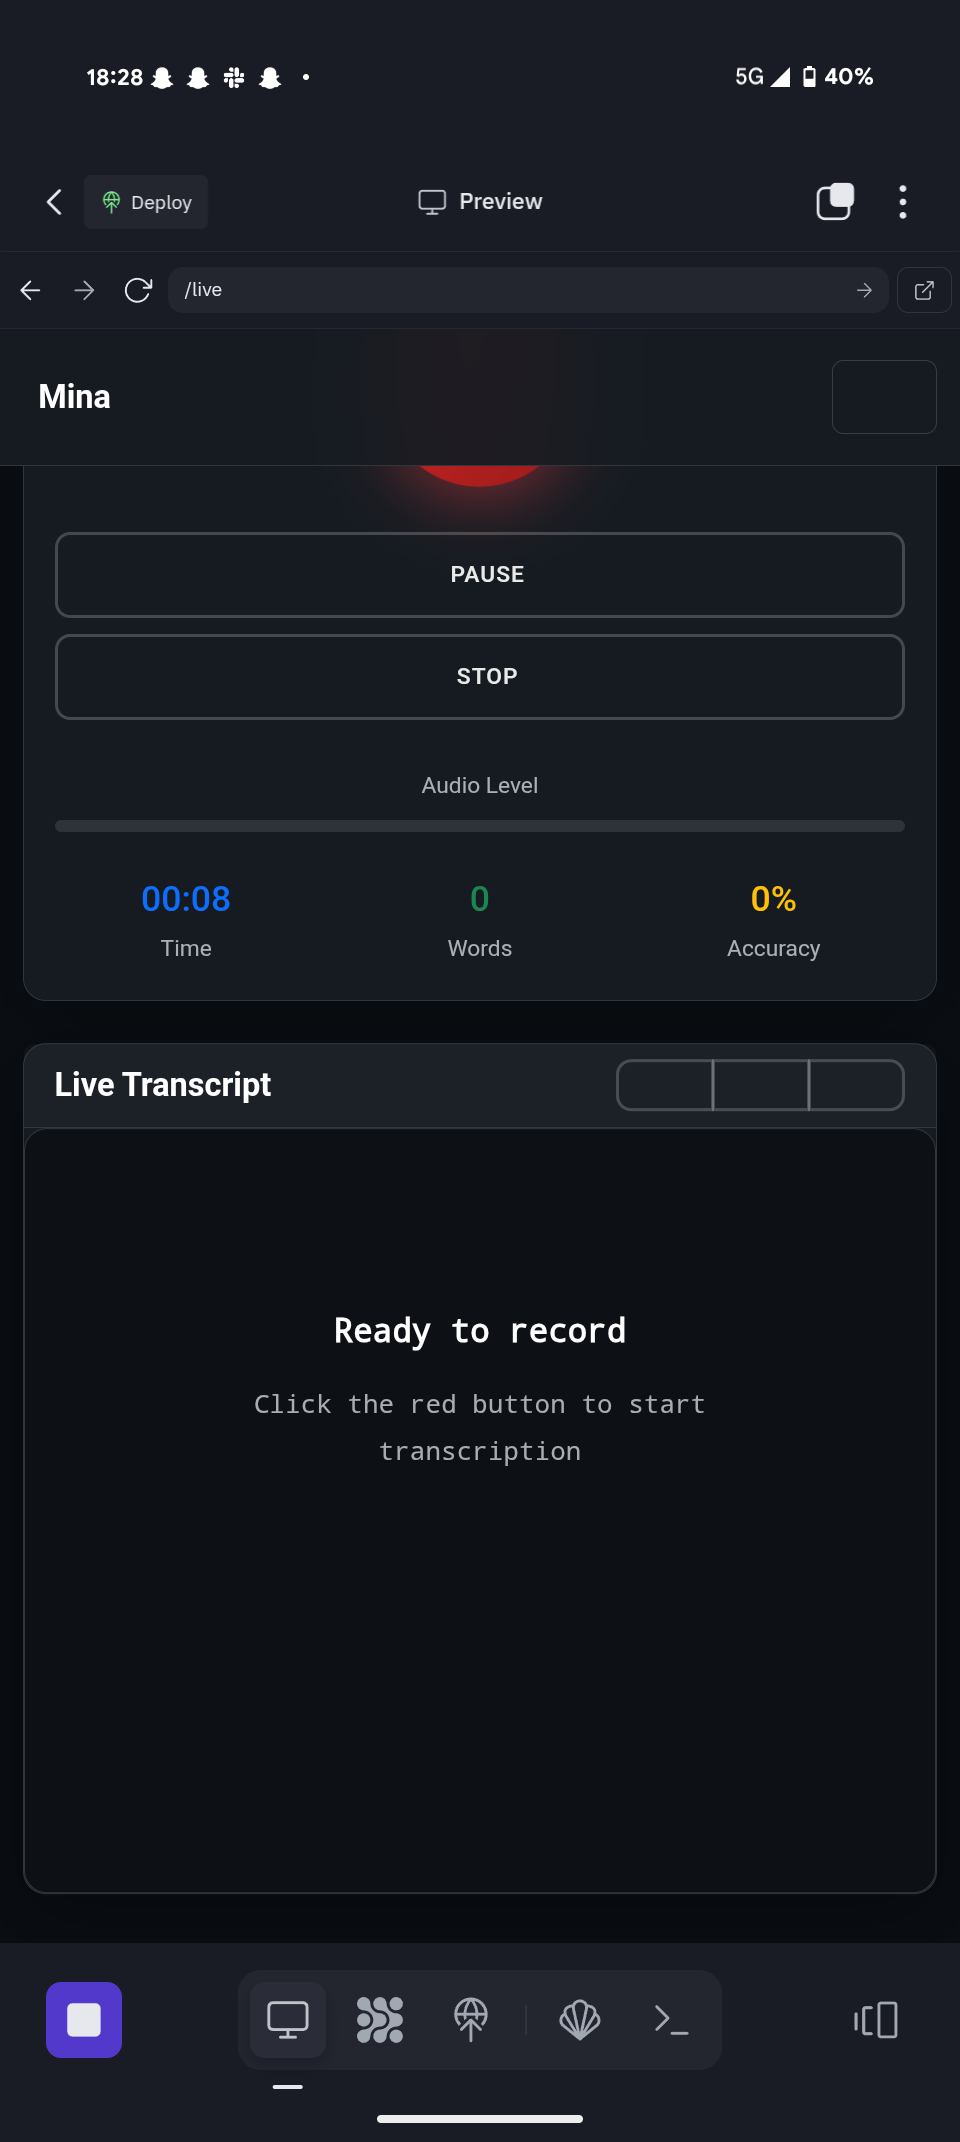 18:28
5G 40%
Deploy
Preview
/live
Mina
PAUSE
STOP
Audio Level
00:08 0 0%
Time Words Accuracy
Live Transcript
Ready to record
Click the red button to start
transcription